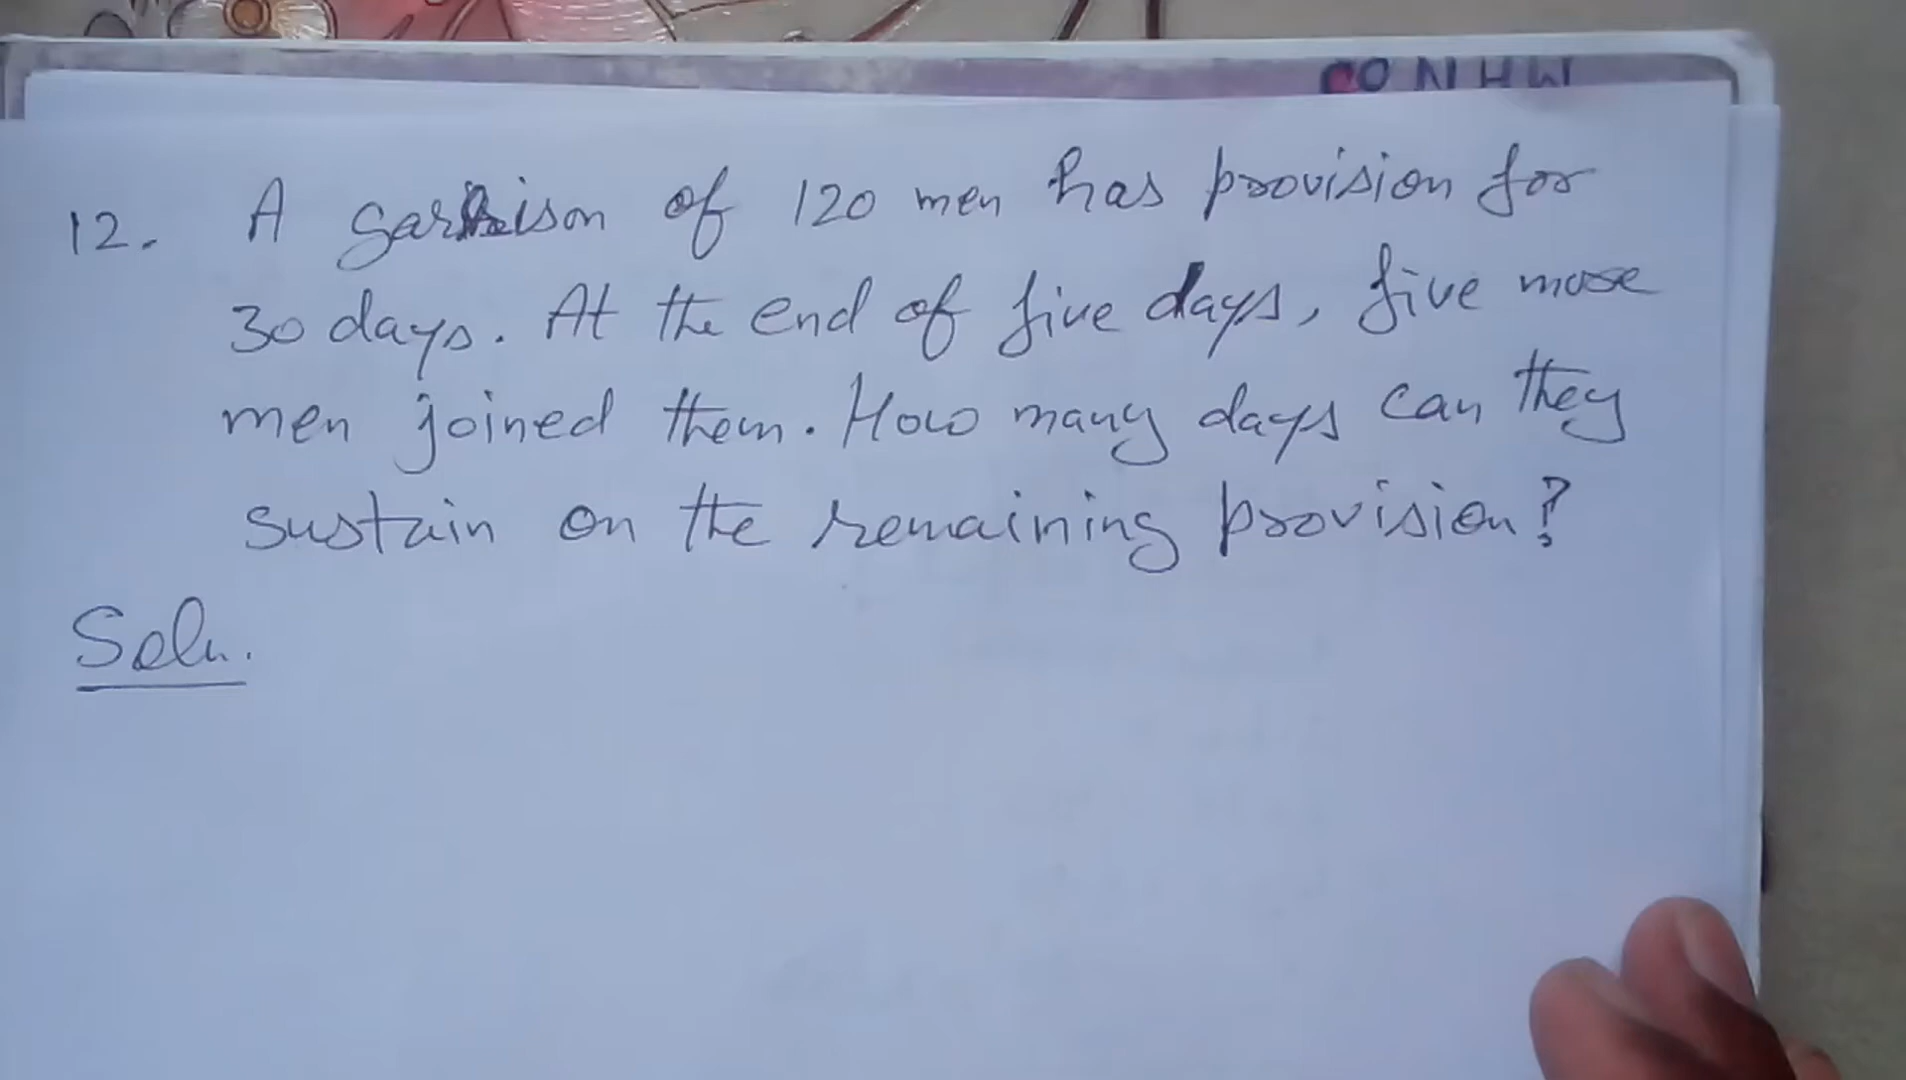 CONHW
12. A garrison of 120 men has provision for
30 days. At the end of five days, five more
men joined them. How many days can they
sustain on the remaining provision?
Soln.